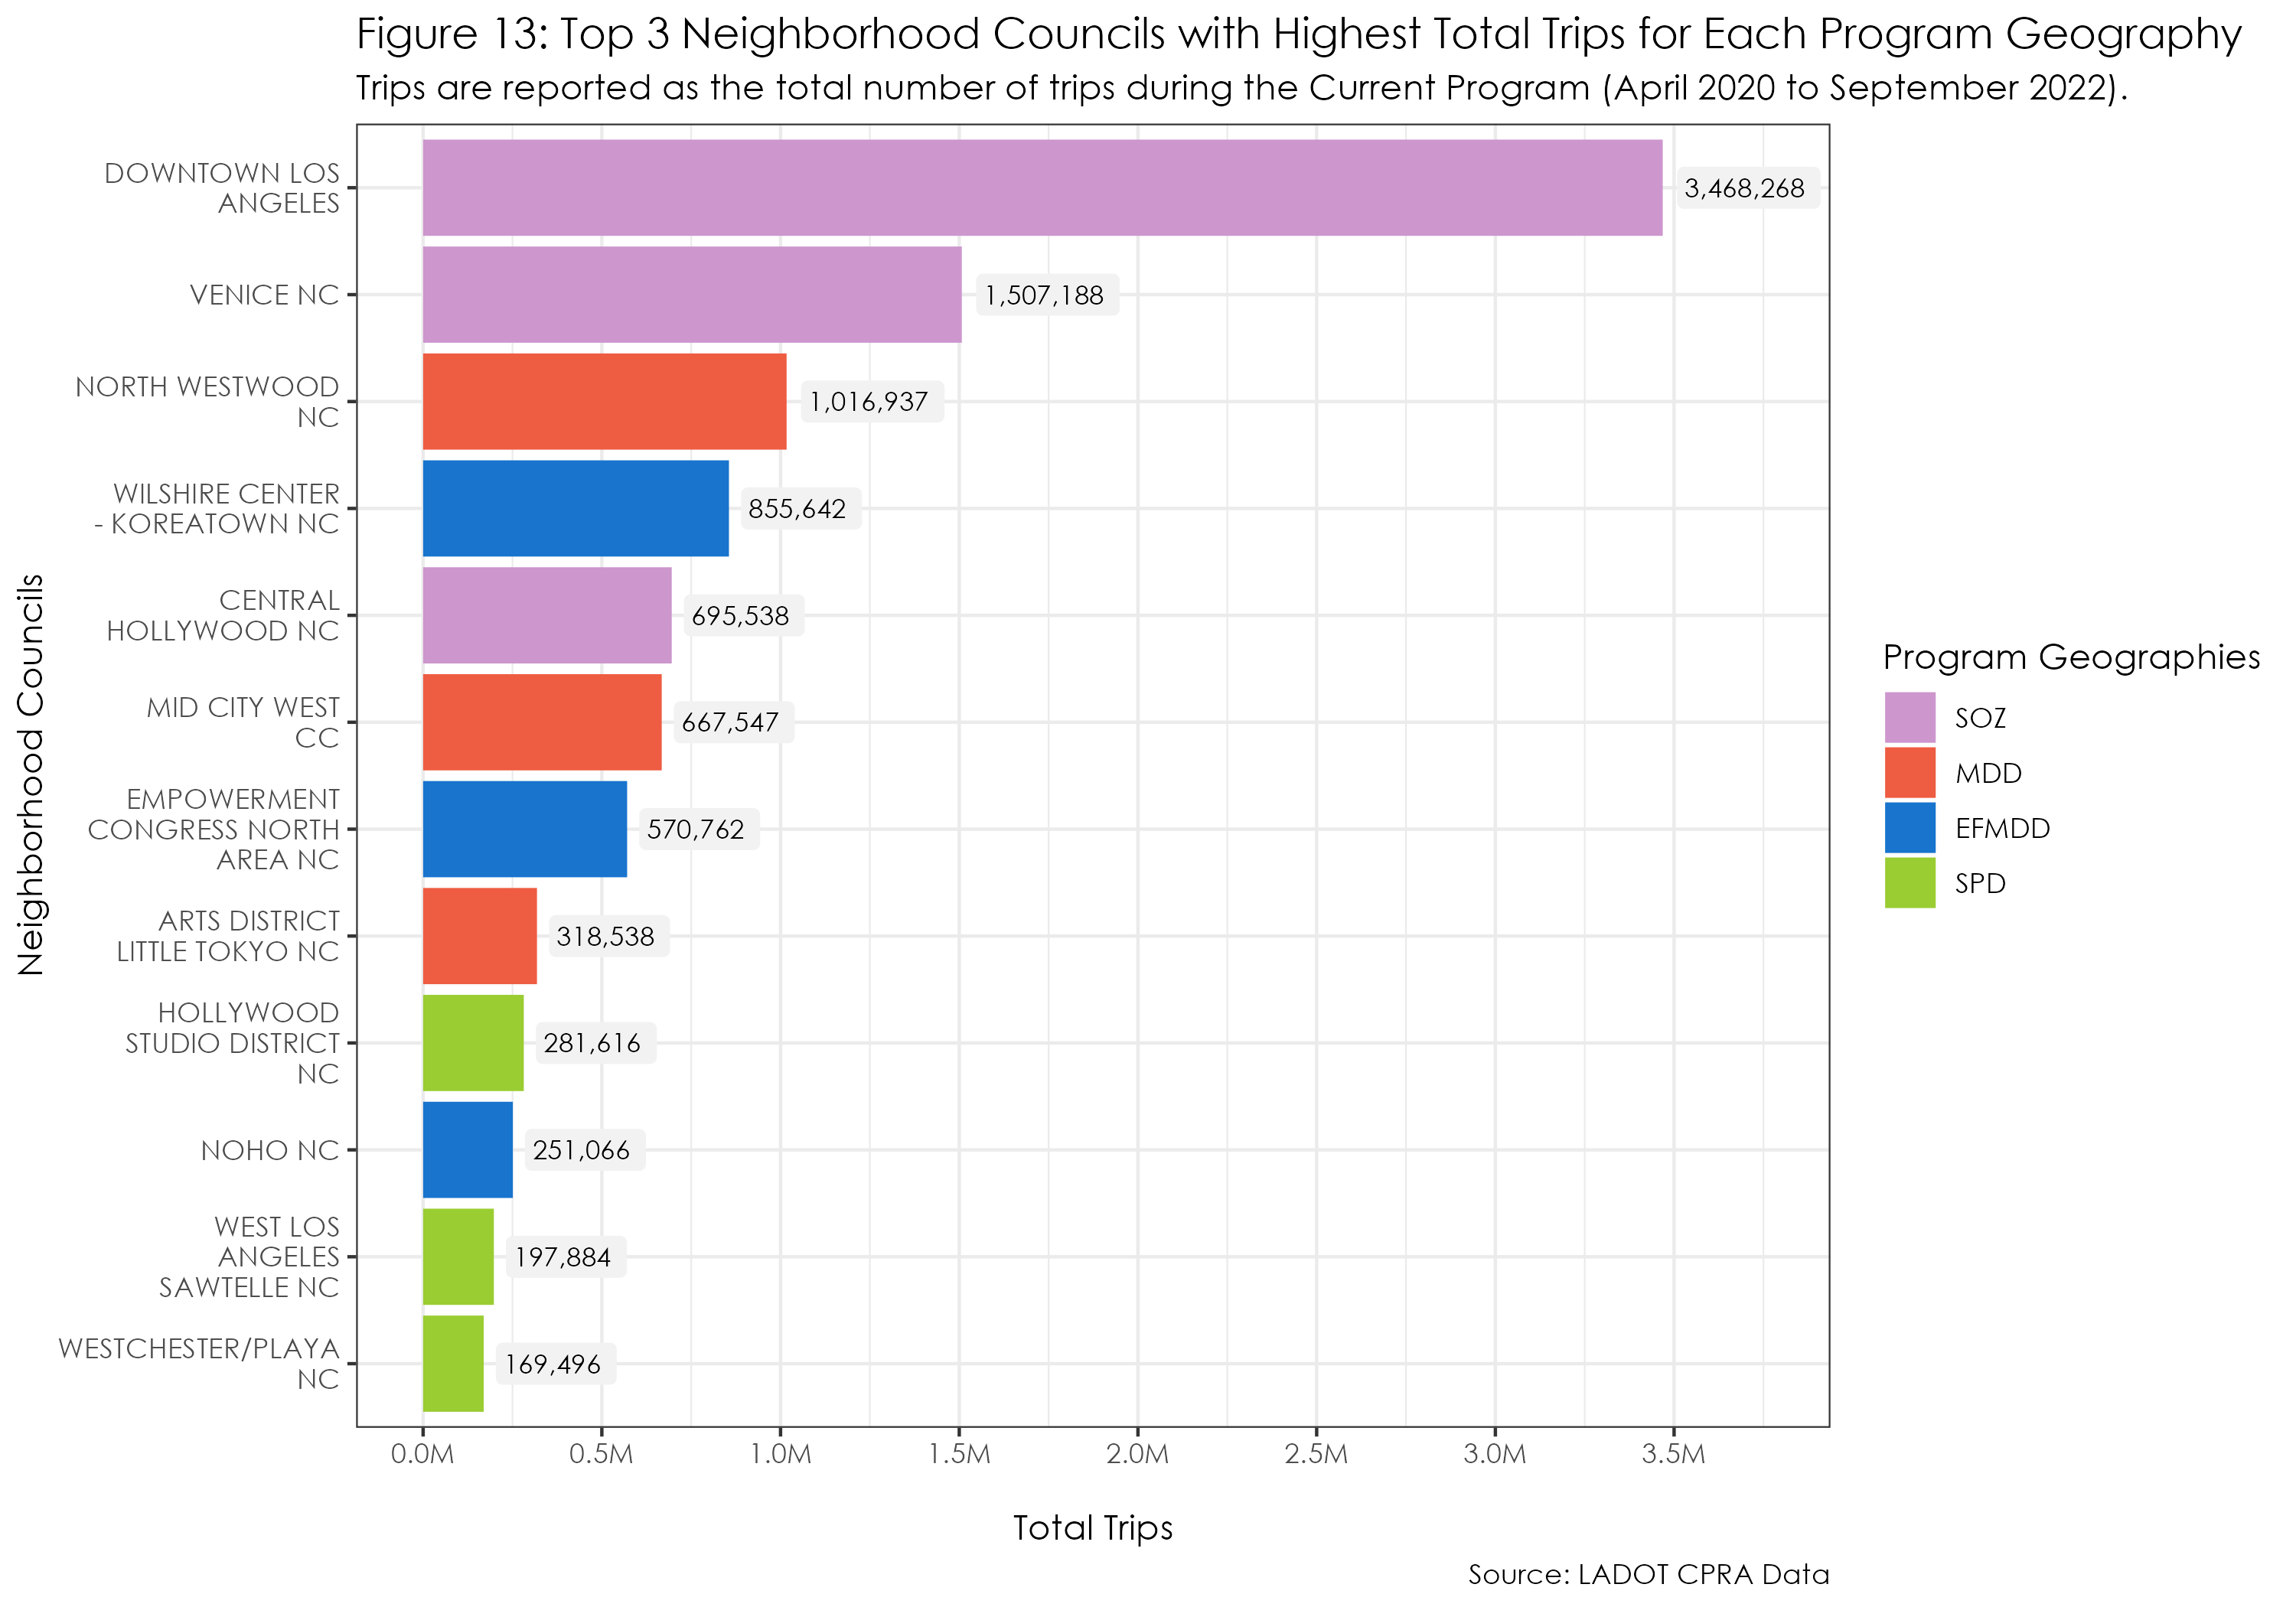 Figure 13: Top 3 Neighborhood Councils with Highest Total Trips for Each Program Geography
Trips are reported as the total number of trips during the Current Program (April 2020 to September 2022).
Neighborhood Councils
DOWNTOWN LOS
ANGELES
3,468,268
VENICE NC
1,507,188
NORTH WESTWOOD
NC
1,016,937
WILSHIRE CENTER
- KOREATOWN NC
855,642
CENTRAL
HOLLYWOOD NC
695,538
MID CITY WEST
CC
667,547
EMPOWERMENT
CONGRESS NORTH
AREA NC
570,762
ARTS DISTRICT
LITTLE TOKYO NC
318,538
HOLLYWOOD
STUDIO DISTRICT
NC
281,616
NOHO NC
251,066
WEST LOS
ANGELES
SAWTELLE NC
197,884
WESTCHESTER/PLAYA
NC
169,496
0.0M 0.5M 1.0M 1.5M 2.0M 2.5M 3.0M 3.5M
Total Trips
Program Geographies
SOZ
MDD
EFMDD
SPD
Source: LADOT CPRA Data